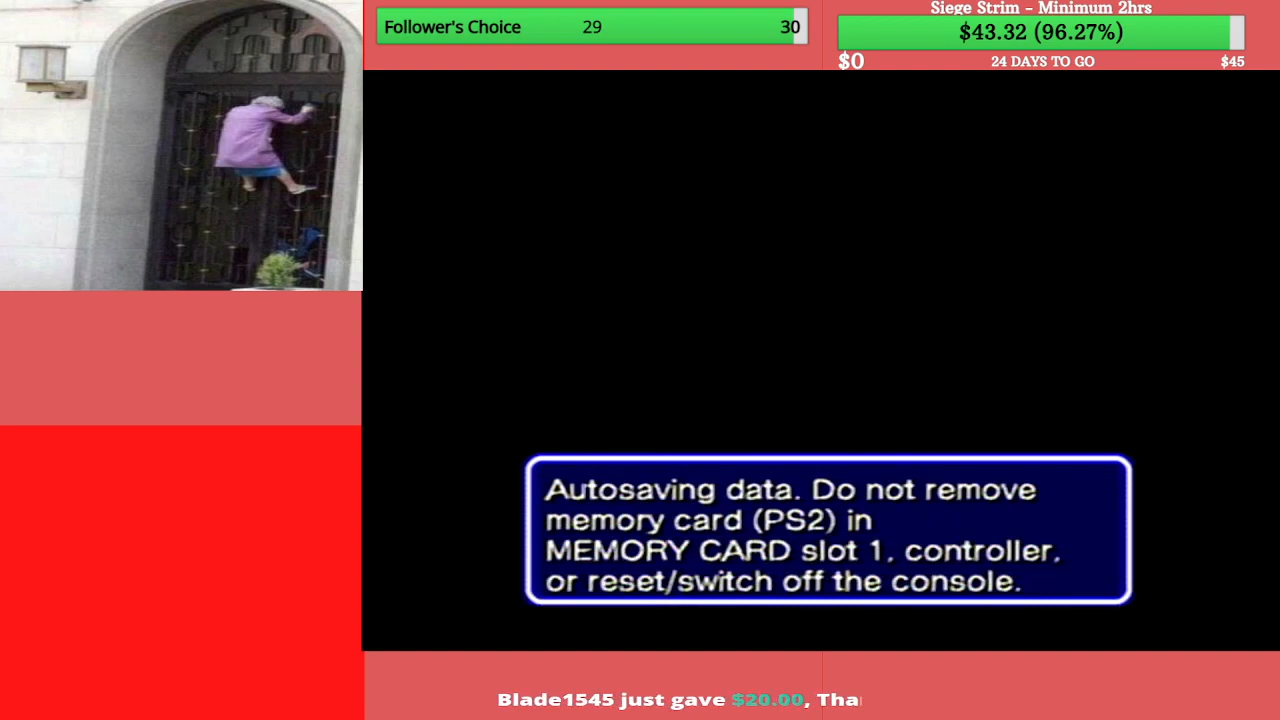 Follower's Choice 29 30
Siege Strim - Minimum 2hrs
$43.32 (96.27%)
$0 24 DAYS TO GO $45
Autosaving data. Do not remove
memory card (PS2) in
MEMORY CARD slot 1, controller,
or reset/switch off the console.
Blade1545 just gave $20.00, Tha